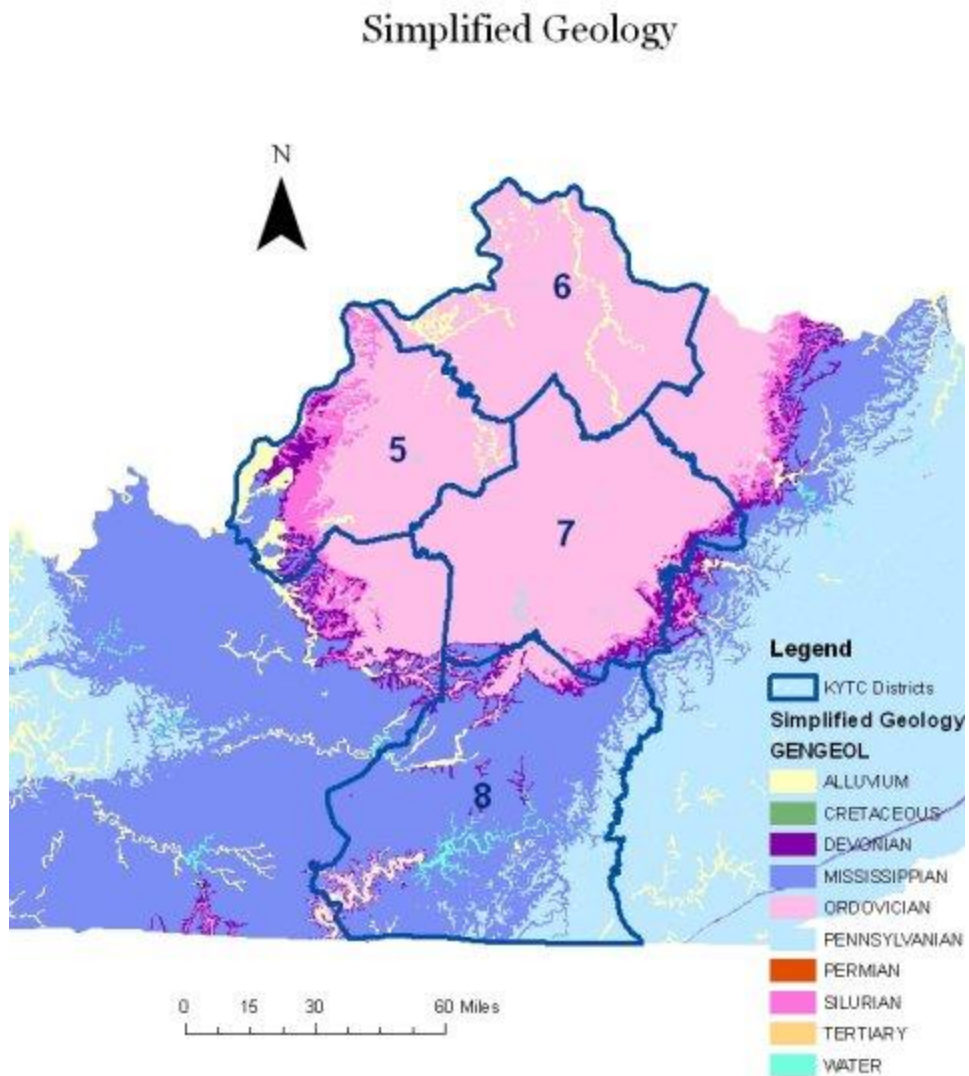 Simplified Geology
N
6
5
7
8
Legend
KYTC Districts
Simplified Geology
GENGEOL
ALLUVIUM
CRETACEOUS
DEVONIAN
MISSISSIPPIAN
ORDOVICIAN
PENNSYLVANIAN
PERMIAN
SILURIAN
TERTIARY
WATER
0 15 30 60 Miles